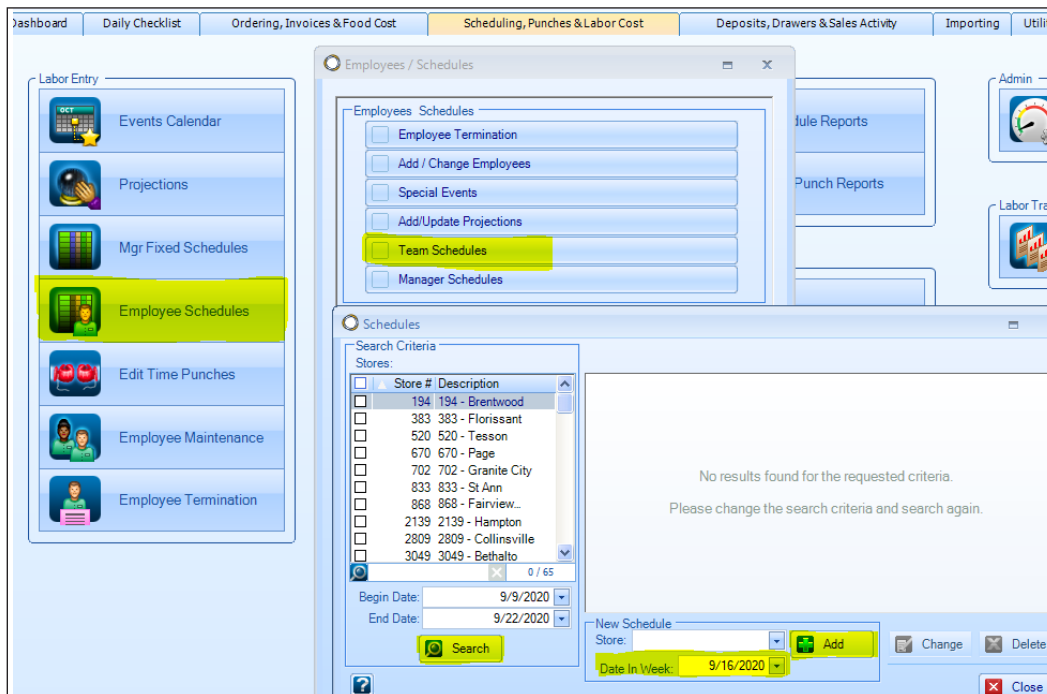 Dashboard Daily Checklist Ordering, Invoices & Food Cost Scheduling, Punches & Labor Cost Deposits, Drawers & Sales Activity Importing Utili
Labor Entry
OCT
Events Calendar
Projections
Mgr Fixed Schedules
Employee Schedules
Edit Time Punches
Employee Maintenance
Employee Termination
Employees / Schedules
Employees Schedules
Employee Termination
Add / Change Employees
Special Events
Add/Update Projections
Team Schedules
Manager Schedules
dule Reports
Punch Reports
Admin
Labor Tra
Schedules
Search Criteria
Stores:
Store # Description
194 194 - Brentwood
383 383 - Florissant
520 520 - Tesson
670 670 - Page
702 702 - Granite City
833 833 - St Ann
868 868 - Fairview...
2139 2139 - Hampton
2809 2809 - Collinsville
3049 3049 - Bethalto
0 / 65
Begin Date: 9/9/2020
End Date: 9/22/2020
Search
No results found for the requested criteria.
Please change the search criteria and search again.
New Schedule
Store:
Add
Date In Week: 9/16/2020
Change
Delete
?
Close